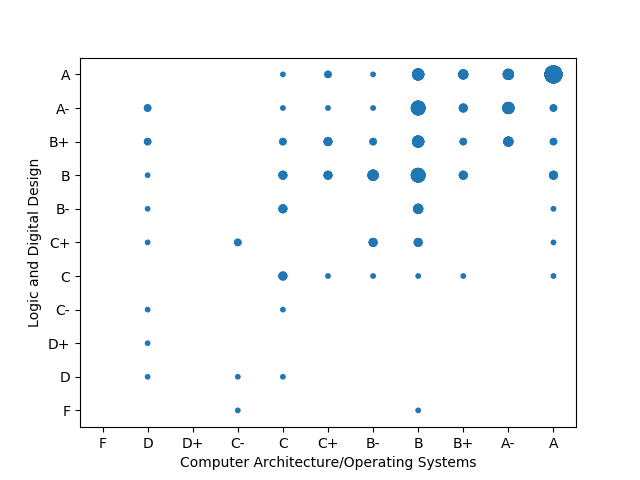 A
A-
B+
B
B-
C+
C
C-
D+
D
F
Logic and Digital Design
F D D+ C- C C+ B- B B+ A- A
Computer Architecture/Operating Systems